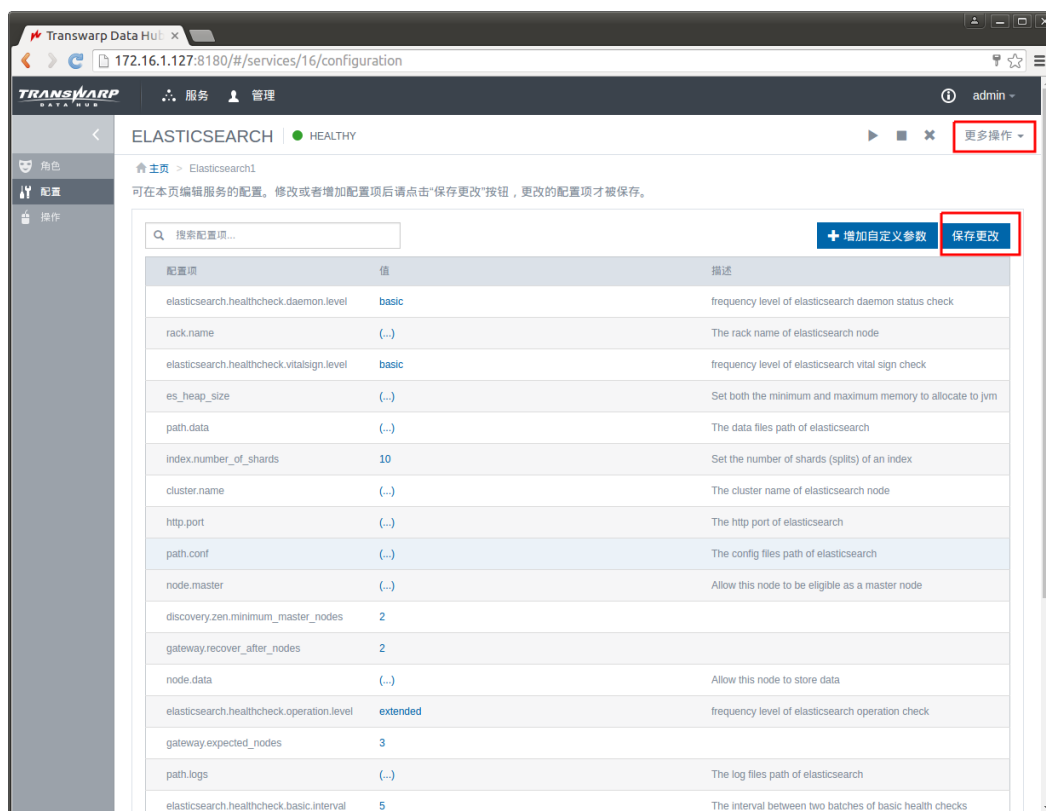 Transwarp Data Hub
172.16.1.127:8180/#/services/16/configuration
TRANSWARP
DATA HUB
服务
管理
admin
ELASTICSEARCH
HEALTHY
更多操作
角色
配置
操作
主页 > Elasticsearch1
可在本页编辑服务的配置。修改或者增加配置项后请点击“保存更改”按钮，更改的配置项才被保存。
搜索配置项...
增加自定义参数
保存更改
配置项 值 描述
elasticsearch.healthcheck.daemon.level basic frequency level of elasticsearch daemon status check
rack.name (...) The rack name of elasticsearch node
elasticsearch.healthcheck.vitalsign.level basic frequency level of elasticsearch vital sign check
es_heap_size (...) Set both the minimum and maximum memory to allocate to jvm
path.data (...) The data files path of elasticsearch
index.number_of_shards 10 Set the number of shards (splits) of an index
cluster.name (...) The cluster name of elasticsearch node
http.port (...) The http port of elasticsearch
path.conf (...) The config files path of elasticsearch
node.master (...) Allow this node to be eligible as a master node
discovery.zen.minimum_master_nodes 2
gateway.recover_after_nodes 2
node.data (...) Allow this node to store data
elasticsearch.healthcheck.operation.level extended frequency level of elasticsearch operation check
gateway.expected_nodes 3
path.logs (...) The log files path of elasticsearch
elasticsearch.healthcheck.basic.interval 5 The interval between two batches of basic health checks